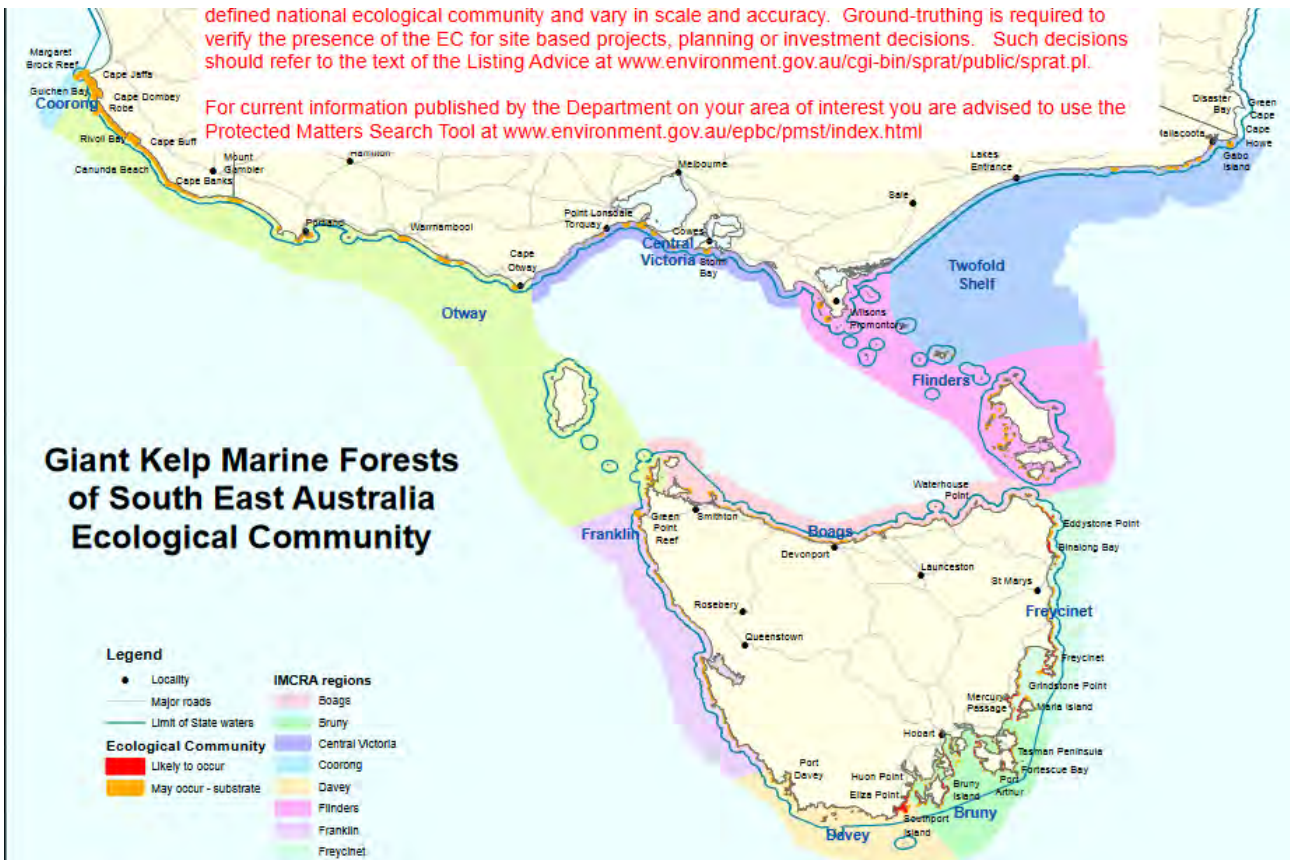 defined national ecological community and vary in scale and accuracy. Ground-truthing is required to
verify the presence of the EC for site based projects, planning or investment decisions. Such decisions
should refer to the text of the Listing Advice at www.environment.gov.au/cgi-bin/sprat/public/sprat.pl.
For current information published by the Department on your area of interest you are advised to use the
Protected Matters Search Tool at www.environment.gov.au/epbc/pmst/index.html
Margaret
Brock Reef
Cape Jaffa
Guichen Bay
Coorong
Cape Dombey
Robe
Rivoli Bay
Cape Buff
Canunda Beach
Mount
Gambier
Cape Banks
Hamilton
Portland
Warrnambool
Cape
Otway
Otway
Point Lonsdale
Torquay
Melbourne
Cowes
Central
Victoria
Storm
Bay
Sale
Lakes
Entrance
Disaster
Bay
Green
Cape
Cape
Howe
Gabo
Island
Twofold
Shelf
Wilsons
Promontory
Flinders
Giant Kelp Marine Forests
of South East Australia
Ecological Community
Franklin
Green
Point
Reef
Smithton
Boags
Devonport
Waterhouse
Point
Eddystone Point
Binalong Bay
Launceston
St Marys
Rosebery
Queenstown
Freycinet
Freycinet
Grindstone Point
Mercury
Passage
Maria Island
Hobart
Tasman Peninsula
Fortescue Bay
Port
Arthur
Port
Davey
Huon Point
Eliza Point
Bruny
Island
Southport
Island
Bruny
Davey
Legend
Locality
Major roads
Limit of State waters
Ecological Community
Likely to occur
May occur - substrate
IMCRA regions
Boags
Bruny
Central Victoria
Coorong
Davey
Flinders
Franklin
Freycinet